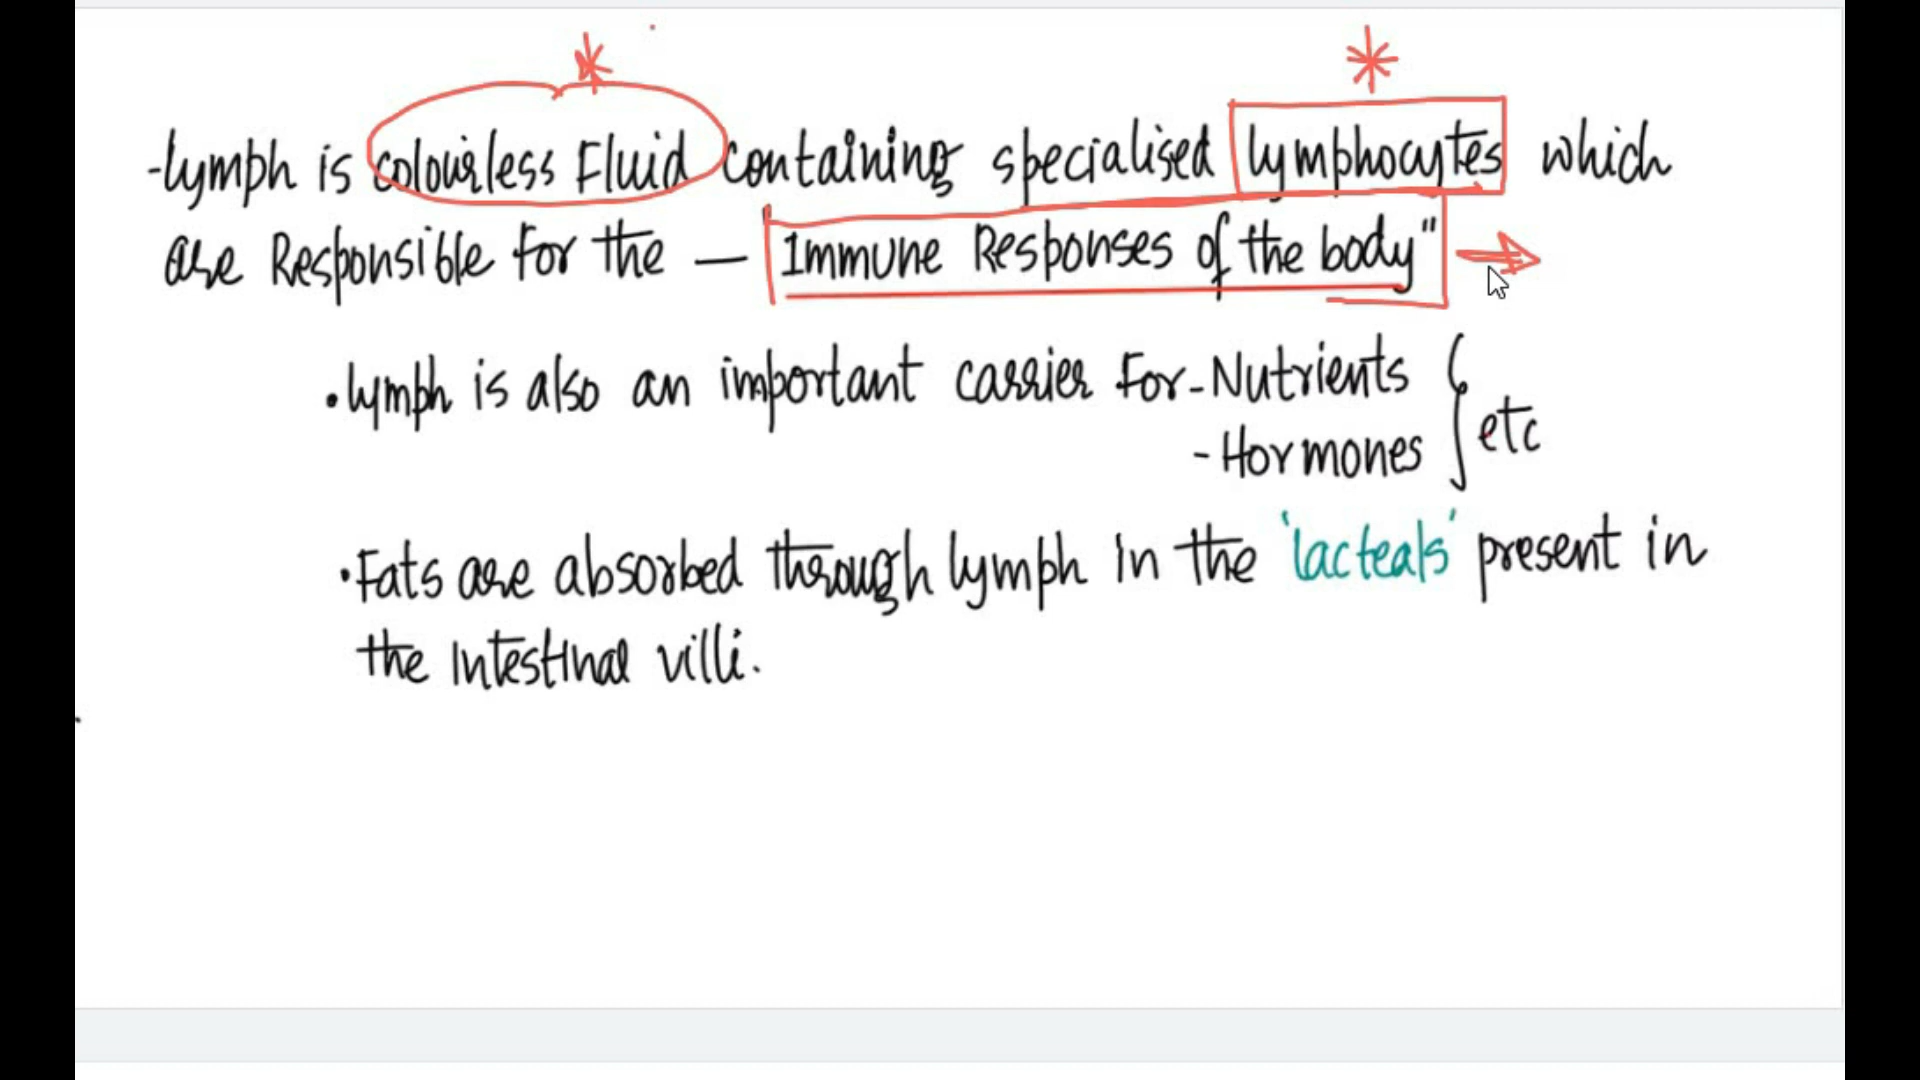 -lymph is colourless Fluid containing specialised lymphocytes which
are Responsible for the — Immune Responses of the body"
•lymph is also an important carrier for-Nutrients
-Hormones } etc
•Fats are absorbed through lymph in the 'lacteals' present in
the Intestinal villi.